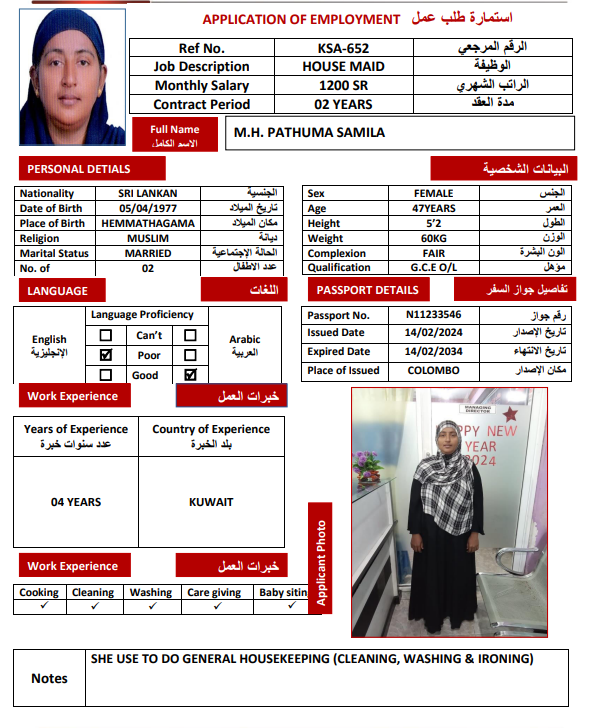 APPLICATION OF EMPLOYMENT استمارة طلب عمل
Ref No. KSA-652 الرقم المرجعي
Job Description HOUSE MAID الوظيفة
Monthly Salary 1200 SR الراتب الشهري
Contract Period 02 YEARS مدة العقد
Full Name M.H. PATHUMA SAMILA
الاسم الكامل
PERSONAL DETIALS البيانات الشخصية
Nationality SRI LANKAN الجنسية
Date of Birth 05/04/1977 تاريخ الميلاد
Place of Birth HEMMATHAGAMA مكان الميلاد
Religion MUSLIM ديانة
Marital Status MARRIED الحالة الإجتماعية
No. of 02 عدد الاطفال
Sex FEMALE الجنس
Age 47YEARS العمر
Height 5’2 الطول
Weight 60KG الوزن
Complexion FAIR الون البشرة
Qualification G.C.E O/L مؤهل
LANGUAGE اللغات
Language Proficiency
English Can’t Arabic
الإنجليزية Poor العربية
Good
PASSPORT DETAILS تفاصيل جواز السفر
Passport No. N11233546 رقم جواز
Issued Date 14/02/2024 تاريخ الإصدار
Expired Date 14/02/2034 تاريخ الانتهاء
Place of Issued COLOMBO مكان الإصدار
Work Experience خبرات العمل
Years of Experience Country of Experience
عدد سنوات خبرة بلد الخبرة
04 YEARS KUWAIT
MANAGING
DIRECTOR
PPY NEW
YEAR
2024
Applicant Photo
Work Experience خبرات العمل
Cooking Cleaning Washing Care giving Baby sitin
✓ ✓ ✓ ✓ ✓
Notes SHE USE TO DO GENERAL HOUSEKEEPING (CLEANING, WASHING & IRONING)